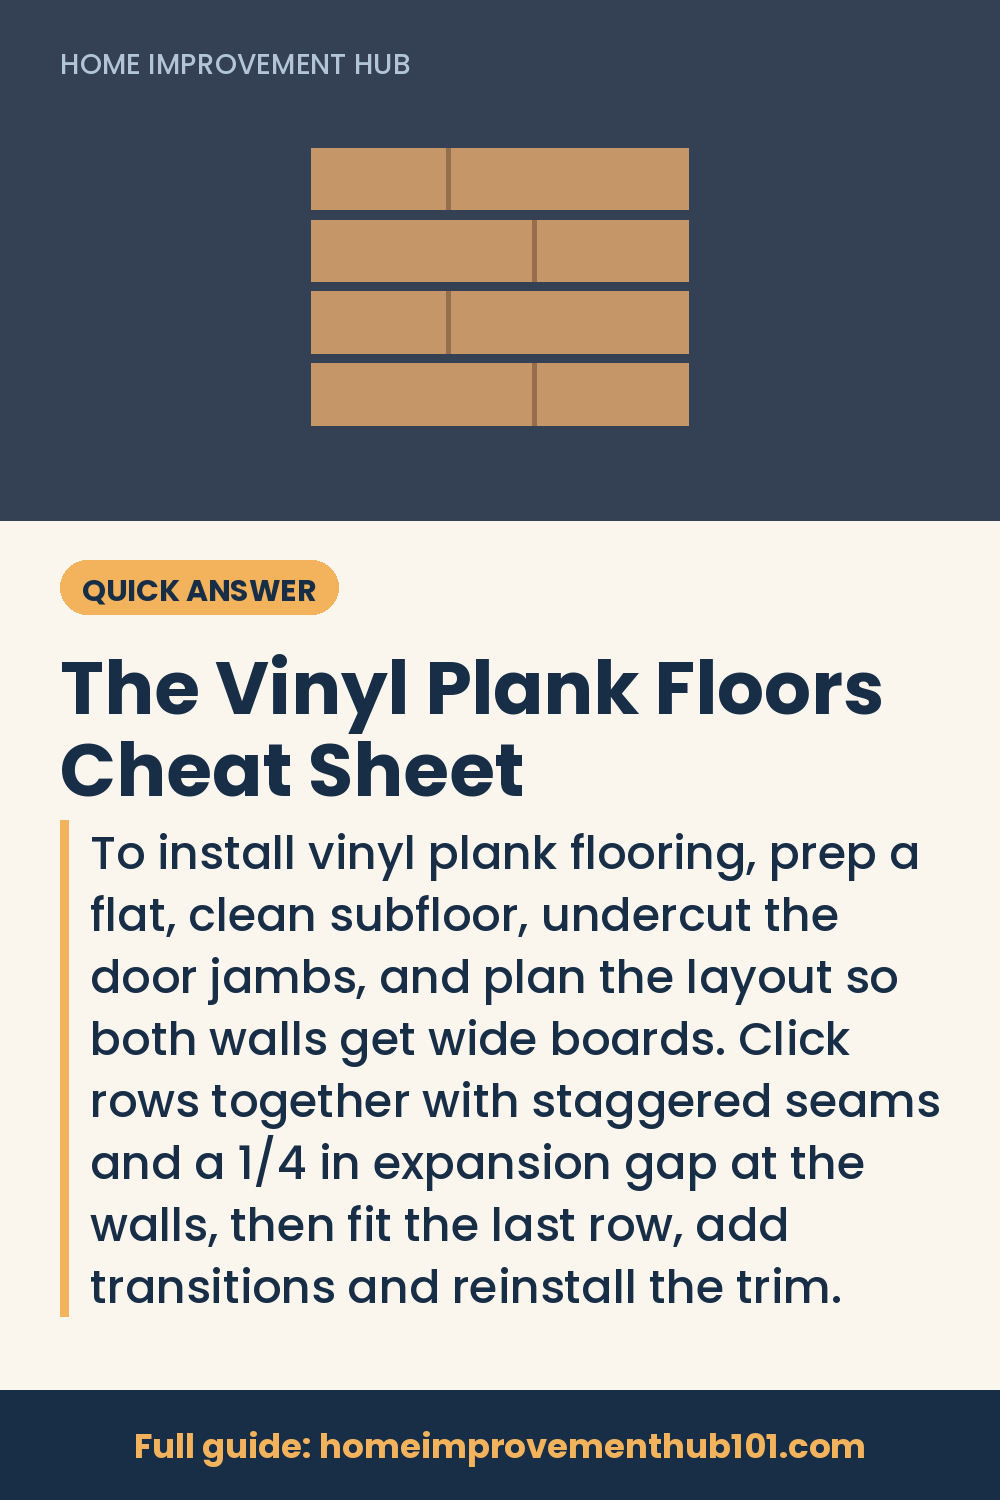 HOME IMPROVEMENT HUB
QUICK ANSWER
The Vinyl Plank Floors
Cheat Sheet
To install vinyl plank flooring, prep a
flat, clean subfloor, undercut the
door jambs, and plan the layout so
both walls get wide boards. Click
rows together with staggered seams
and a 1/4 in expansion gap at the
walls, then fit the last row, add
transitions and reinstall the trim.
Full guide: homeimprovementhub101.com